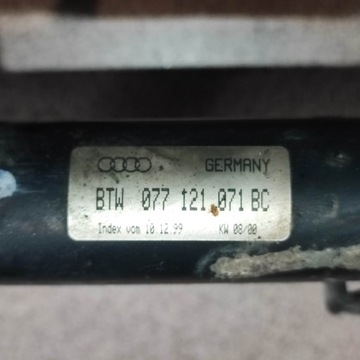 GERMANY
BTW 077 121 071 BC
Index vom 10.12.99 KW 08/00